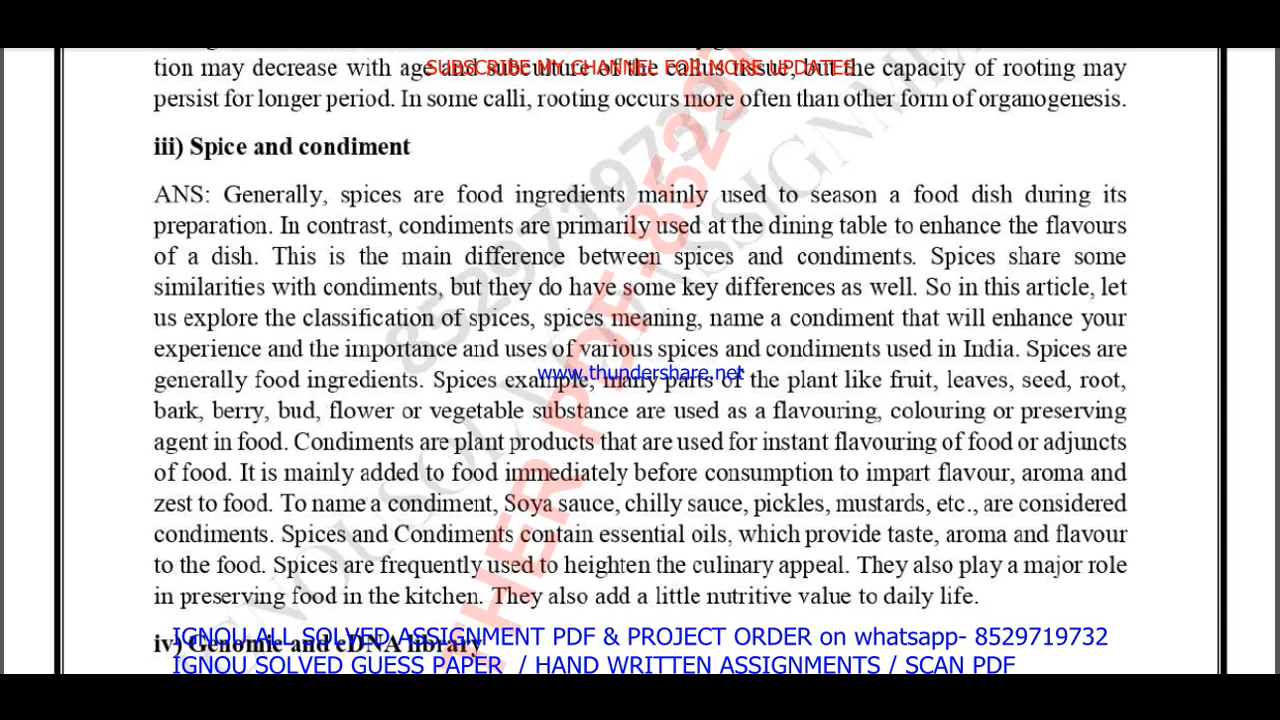 tion may decrease with age and subculture of the callus tissue, but the capacity of rooting may
SUBSCRIBE MY CHANNEL FOR MORE UPDATES
persist for longer period. In some calli, rooting occurs more often than other form of organogenesis.
iii) Spice and condiment
ANS: Generally, spices are food ingredients mainly used to season a food dish during its
preparation. In contrast, condiments are primarily used at the dining table to enhance the flavours
of a dish. This is the main difference between spices and condiments. Spices share some
similarities with condiments, but they do have some key differences as well. So in this article, let
us explore the classification of spices, spices meaning, name a condiment that will enhance your
experience and the importance and uses of various spices and condiments used in India. Spices are
www.thundershare.net
generally food ingredients. Spices example, many parts of the plant like fruit, leaves, seed, root,
bark, berry, bud, flower or vegetable substance are used as a flavouring, colouring or preserving
agent in food. Condiments are plant products that are used for instant flavouring of food or adjuncts
of food. It is mainly added to food immediately before consumption to impart flavour, aroma and
zest to food. To name a condiment, Soya sauce, chilly sauce, pickles, mustards, etc., are considered
condiments. Spices and Condiments contain essential oils, which provide taste, aroma and flavour
to the food. Spices are frequently used to heighten the culinary appeal. They also play a major role
in preserving food in the kitchen. They also add a little nutritive value to daily life.
iv) Genomic and cDNA library
IGNOU ALL SOLVED ASSIGNMENT PDF & PROJECT ORDER on whatsapp- 8529719732
IGNOU SOLVED GUESS PAPER / HAND WRITTEN ASSIGNMENTS / SCAN PDF
8529719732